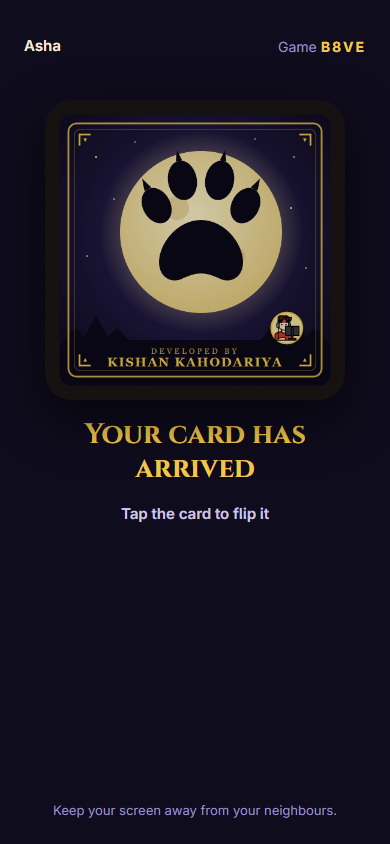 Asha
Game B8VE
DEVELOPED BY
KISHAN KAHODARIYA
Your card has
arrived
Tap the card to flip it
Keep your screen away from your neighbours.